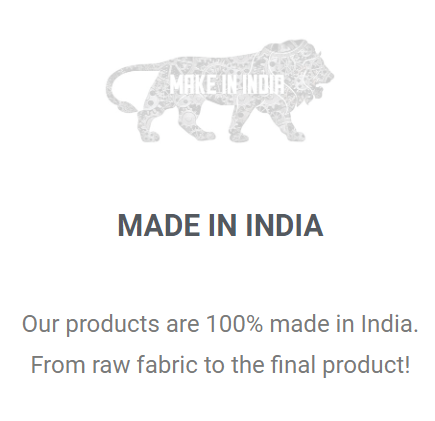 MAKE IN INDIA
MADE IN INDIA
Our products are 100% made in India.
From raw fabric to the final product!